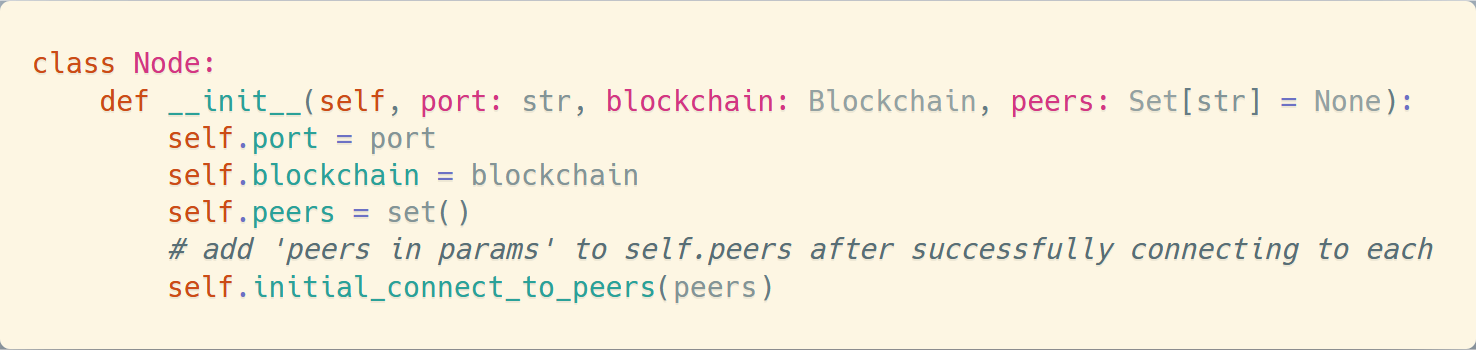 class Node:
    def __init__(self, port: str, blockchain: Blockchain, peers: Set[str] = None):
        self.port = port
        self.blockchain = blockchain
        self.peers = set()
        # add 'peers in params' to self.peers after successfully connecting to each
        self.initial_connect_to_peers(peers)